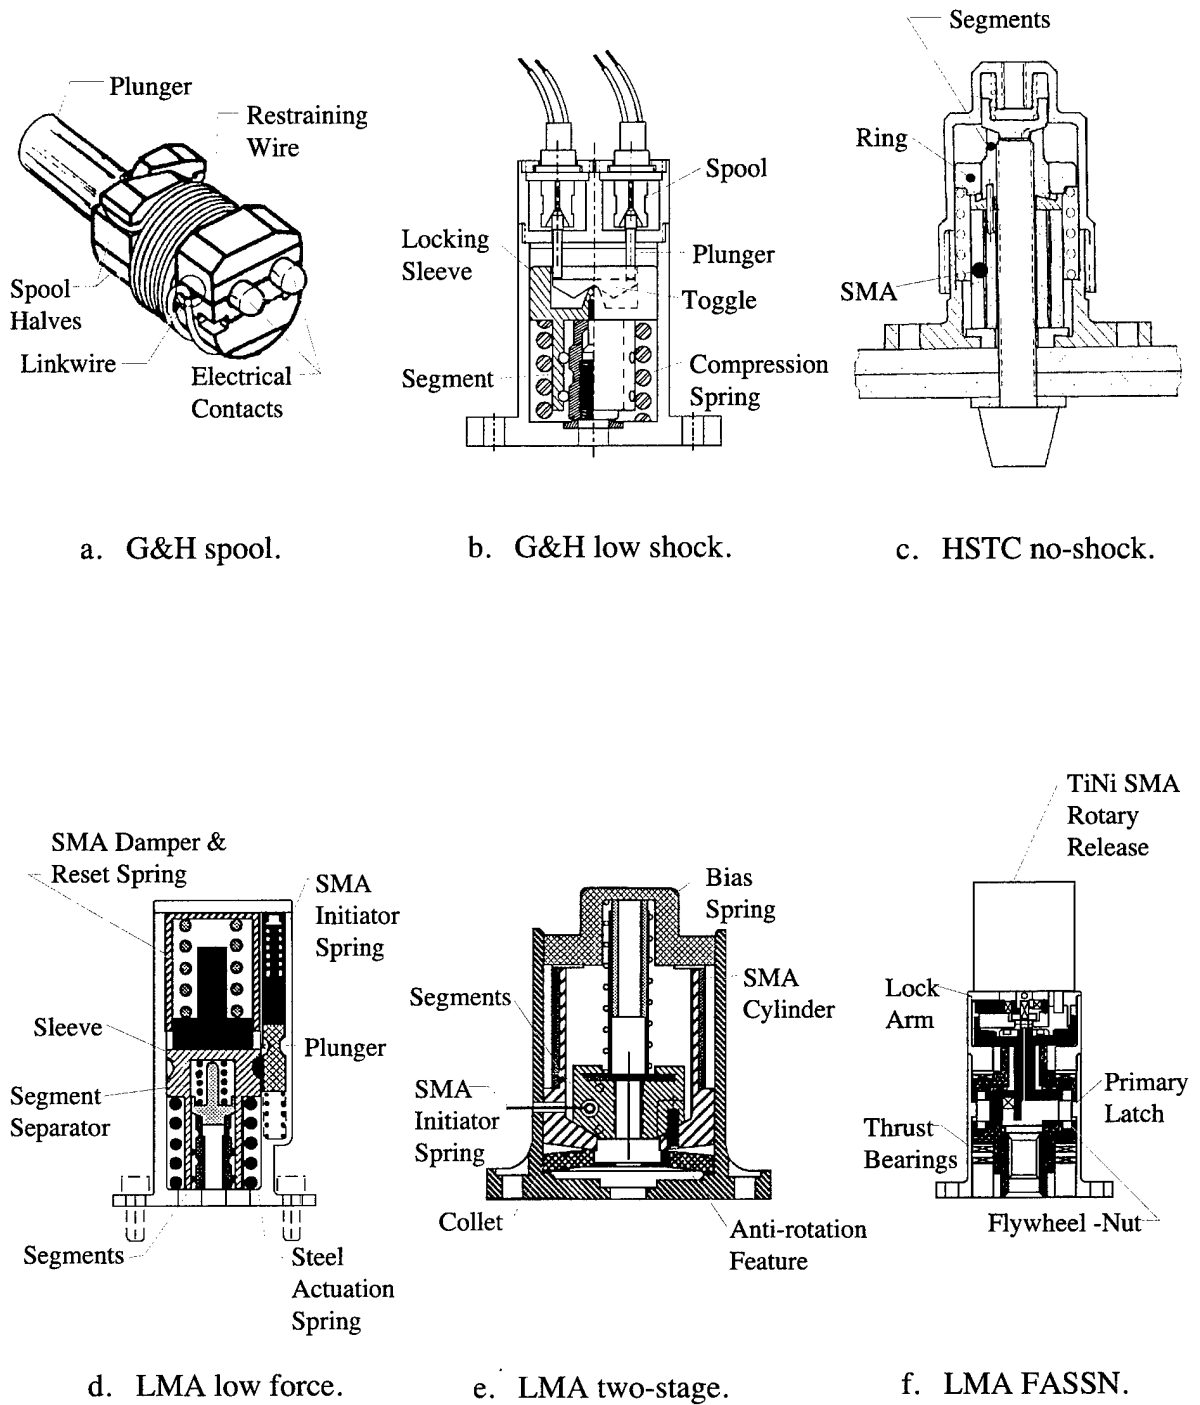 Plunger
Restraining
Wire
Spool
Halves
Linkwire
Electrical
Contacts
a. G&H spool.
Spool
Locking
Sleeve
Plunger
Toggle
Segment
Compression
Spring
b. G&H low shock.
Segments
Ring
SMA
c. HSTC no-shock.
SMA Damper &
Reset Spring
SMA
Initiator
Spring
Sleeve
Plunger
Segment
Separator
Segments
Steel
Actuation
Spring
d. LMA low force.
Bias
Spring
Segments
SMA
Cylinder
SMA
Initiator
Spring
Collet
Anti-rotation
Feature
e. LMA two-stage.
TiNi SMA
Rotary
Release
Lock
Arm
Primary
Latch
Thrust
Bearings
Flywheel -Nut
f. LMA FASSN.